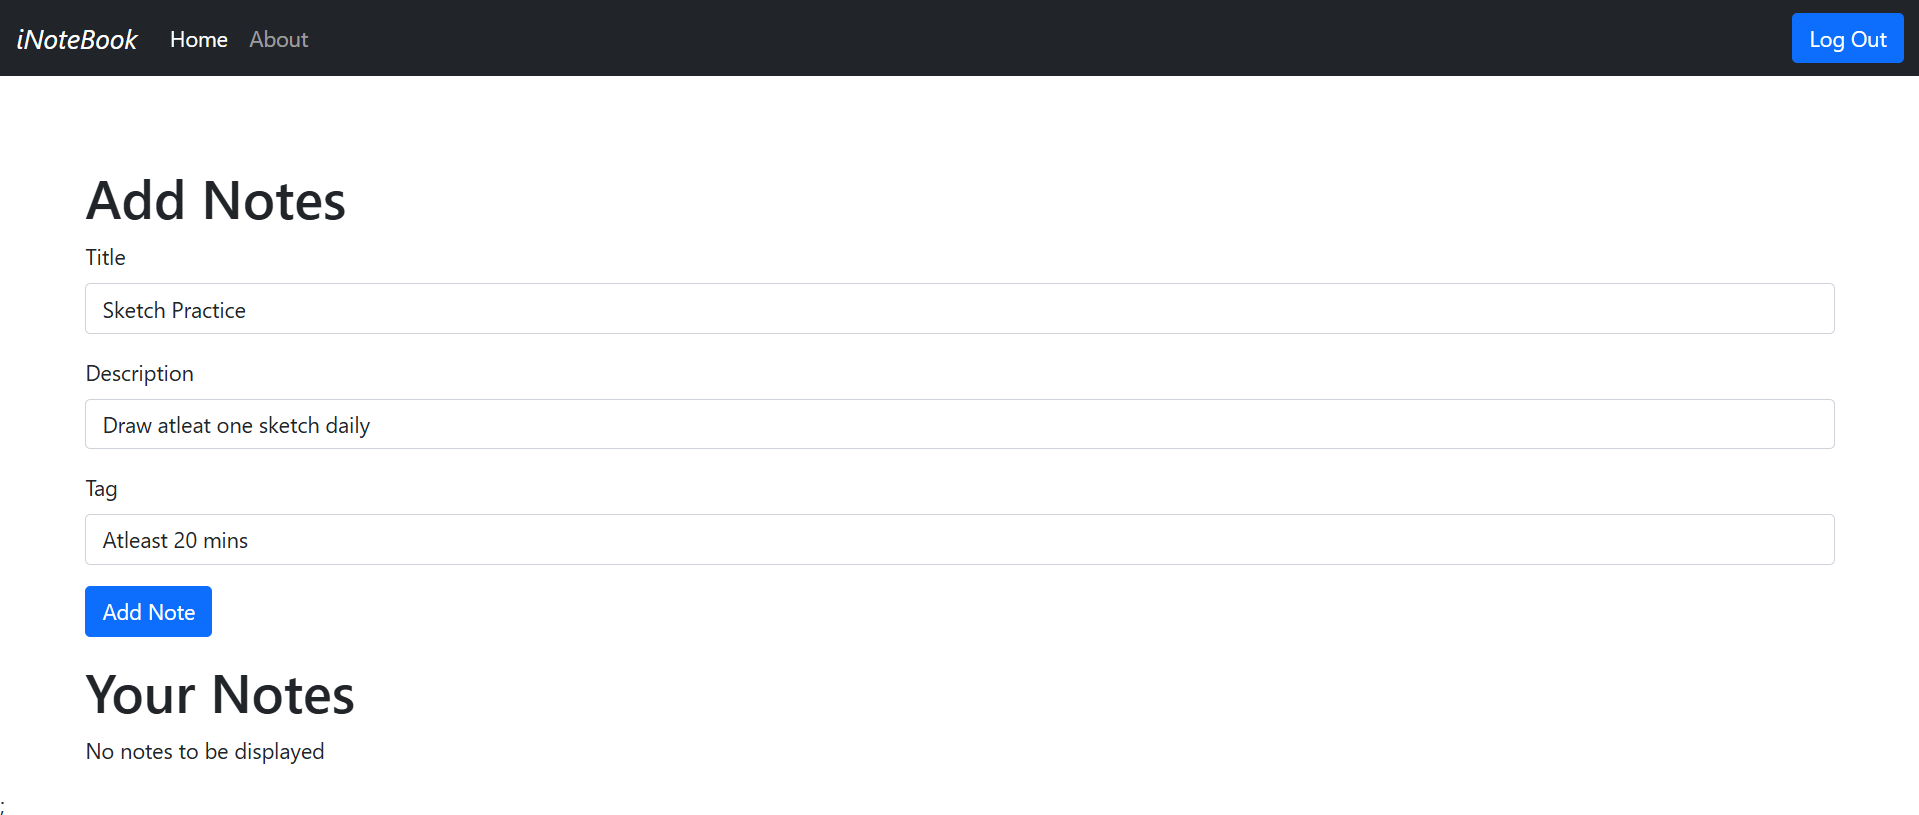 iNoteBook Home About Log Out
Add Notes
Title
Sketch Practice
Description
Draw atleat one sketch daily
Tag
Atleast 20 mins
Add Note
Your Notes
No notes to be displayed
;